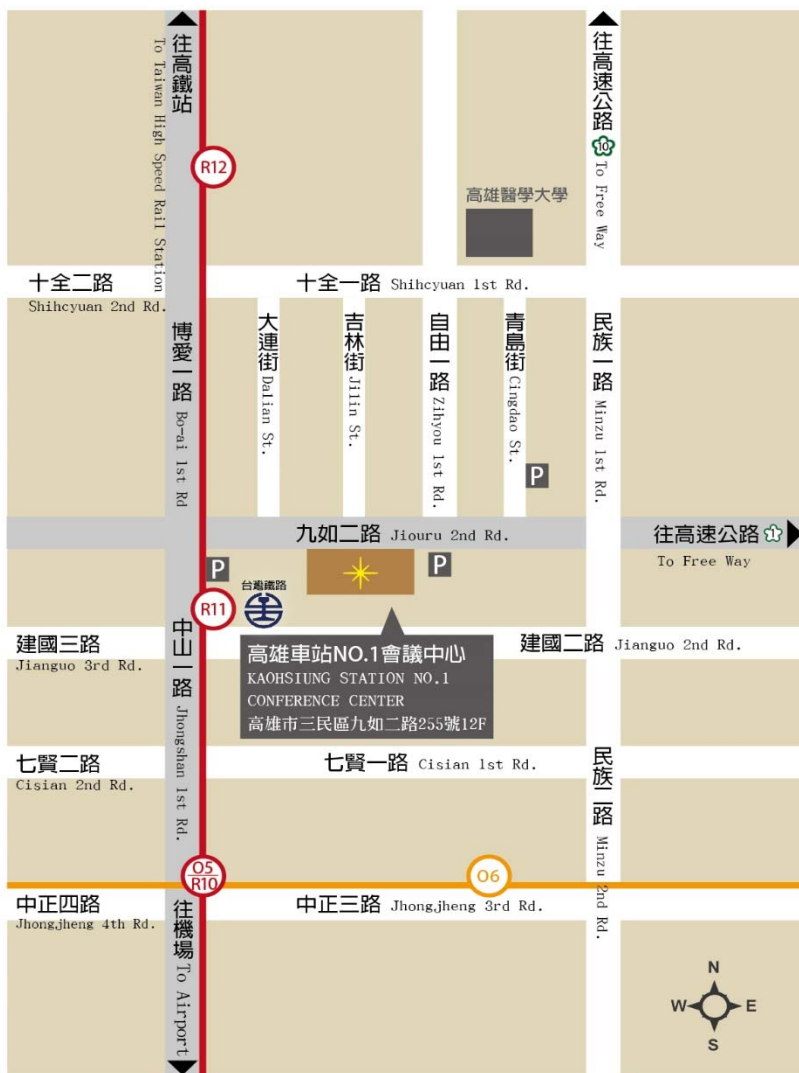 往高鐵站
To Taiwan High Speed Rail Station
往高速公路
10
To Free Way
R12
高雄醫學大學
十全二路
Shihcyuan 2nd Rd.
十全一路 Shihcyuan 1st Rd.
博愛一路 Bo-ai 1st Rd
大連街 Dalian St.
吉林街 Jilin St.
自由一路 Zihyou 1st Rd.
青島街 Cingdao St.
民族一路 Minzu 1st Rd.
P
九如二路 Jiouru 2nd Rd.
往高速公路 1
To Free Way
P
P
台灣鐵路
R11
中山一路 Jhongshan 1st Rd.
建國三路
Jianguo 3rd Rd.
建國二路 Jianguo 2nd Rd.
高雄車站NO.1會議中心
KAOHSIUNG STATION NO.1
CONFERENCE CENTER
高雄市三民區九如二路255號12F
七賢二路
Cisian 2nd Rd.
七賢一路 Cisian 1st Rd.
民族二路 Minzu 2nd Rd.
O5
R10
O6
中正四路
Jhongjheng 4th Rd.
中正三路 Jhongjheng 3rd Rd.
往機場 To Airport
N
W E
S